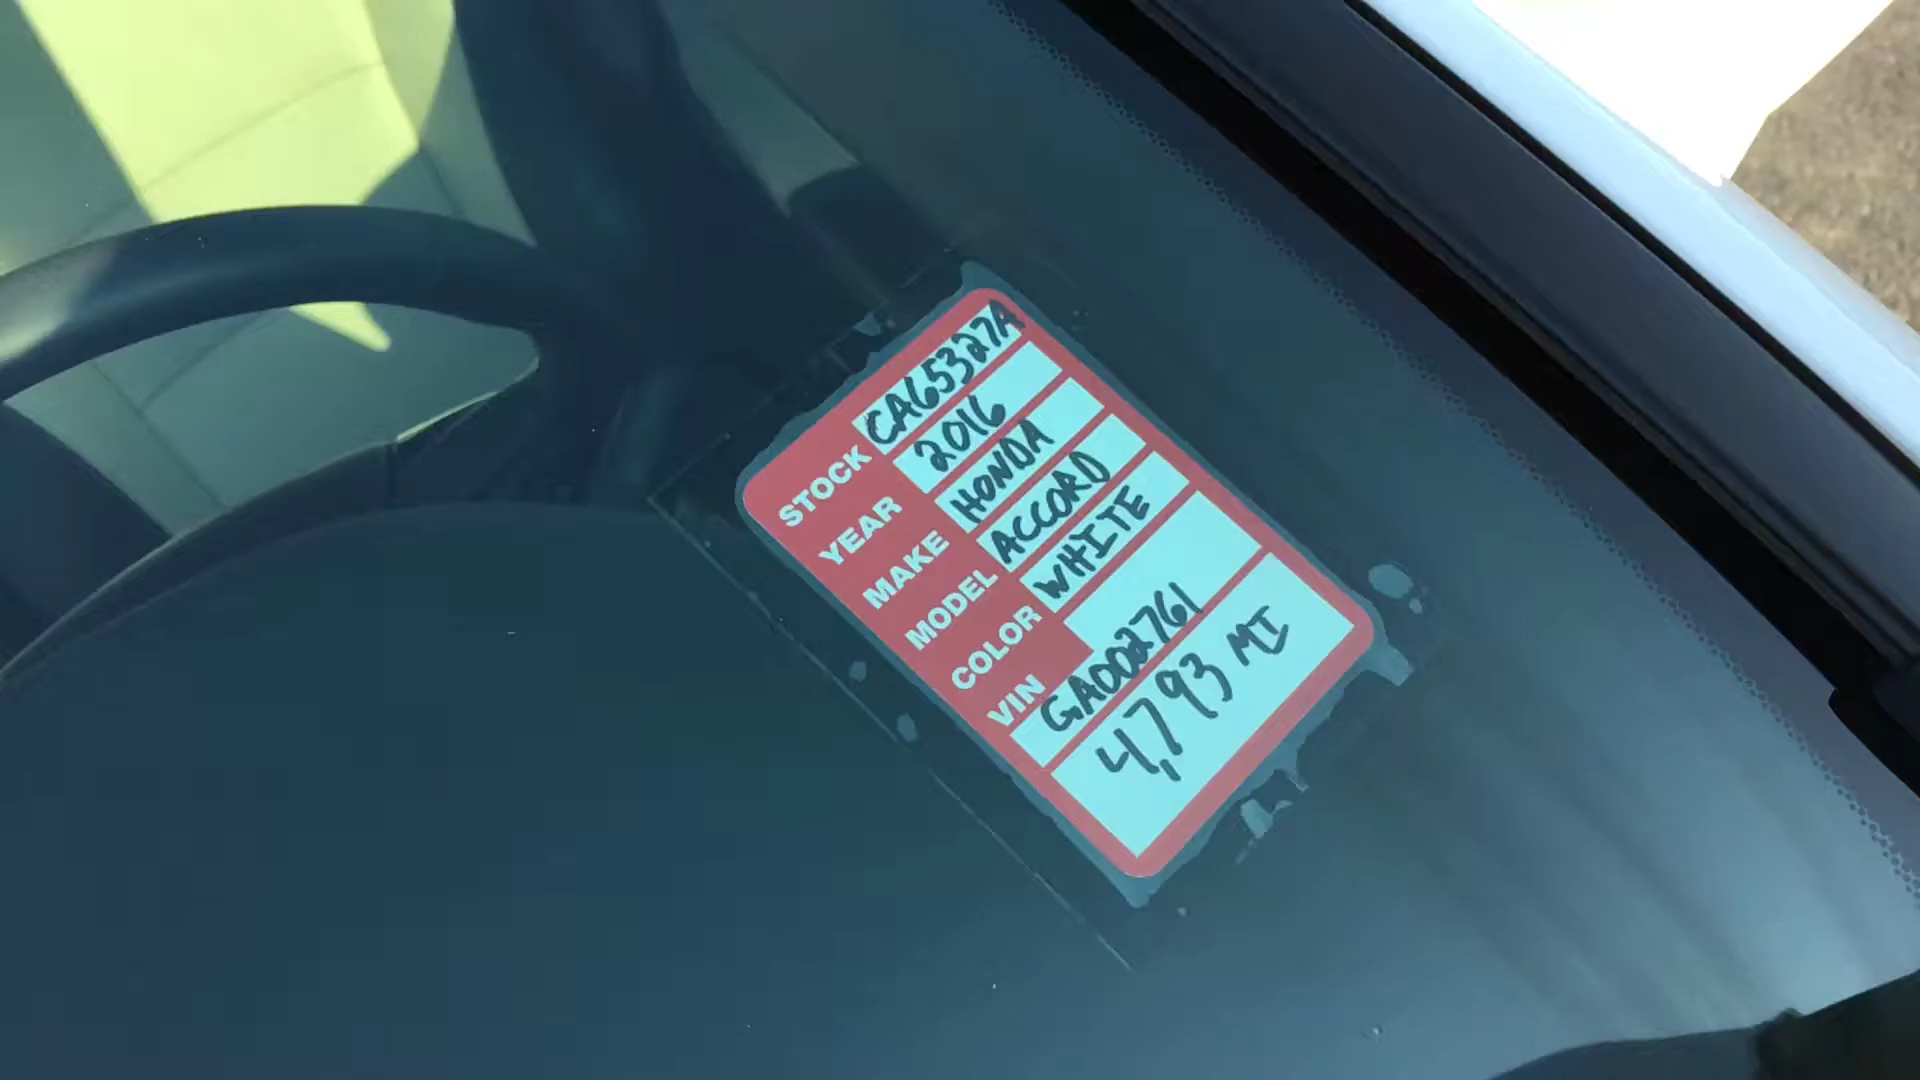 STOCK CA65327A
YEAR 2016
MAKE HONDA
MODEL ACCORD
COLOR WHITE
VIN GA002761
4,793 MI